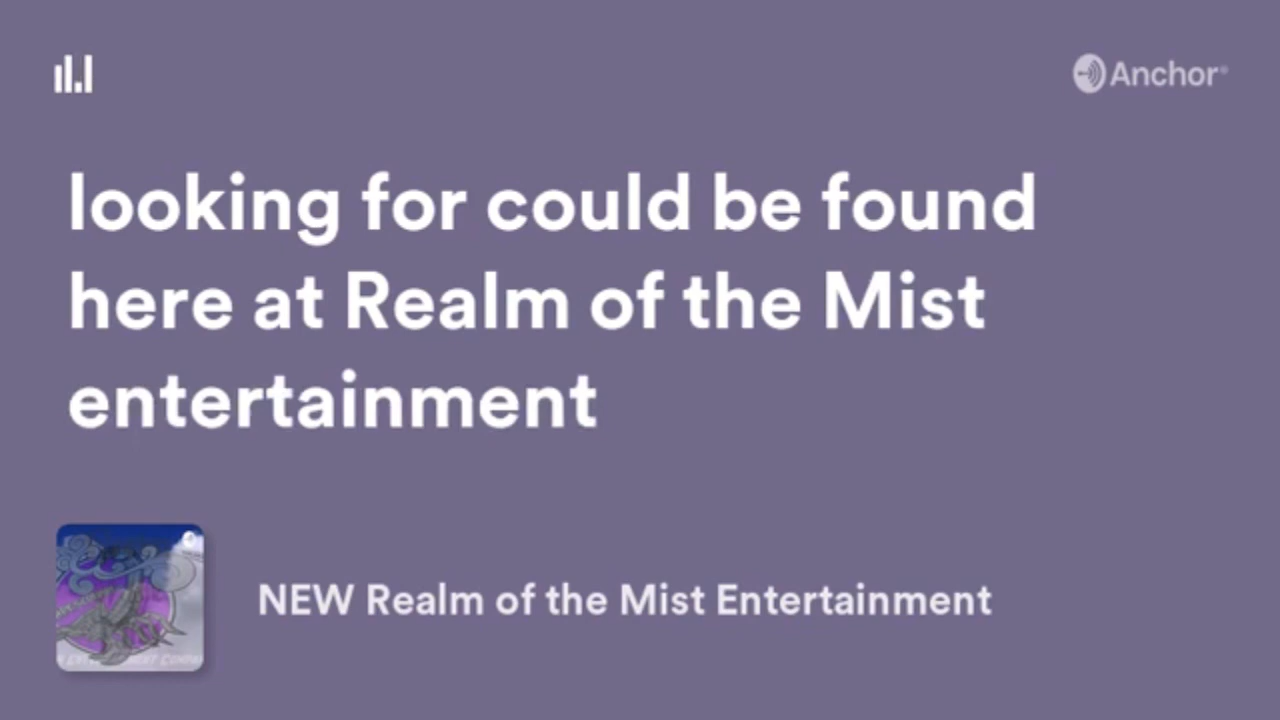 Anchor
looking for could be found
here at Realm of the Mist
entertainment
NEW Realm of the Mist Entertainment